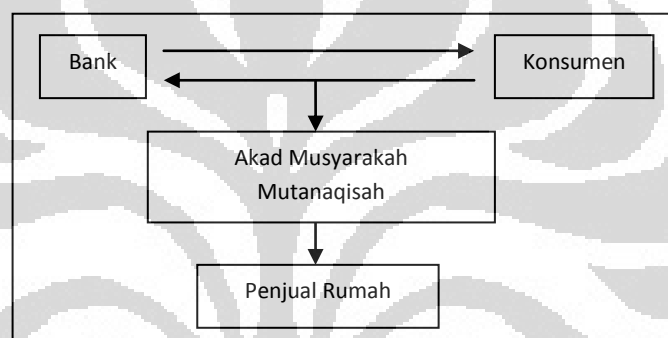 Bank
Konsumen
Akad Musyarakah
Mutanaqisah
Penjual Rumah